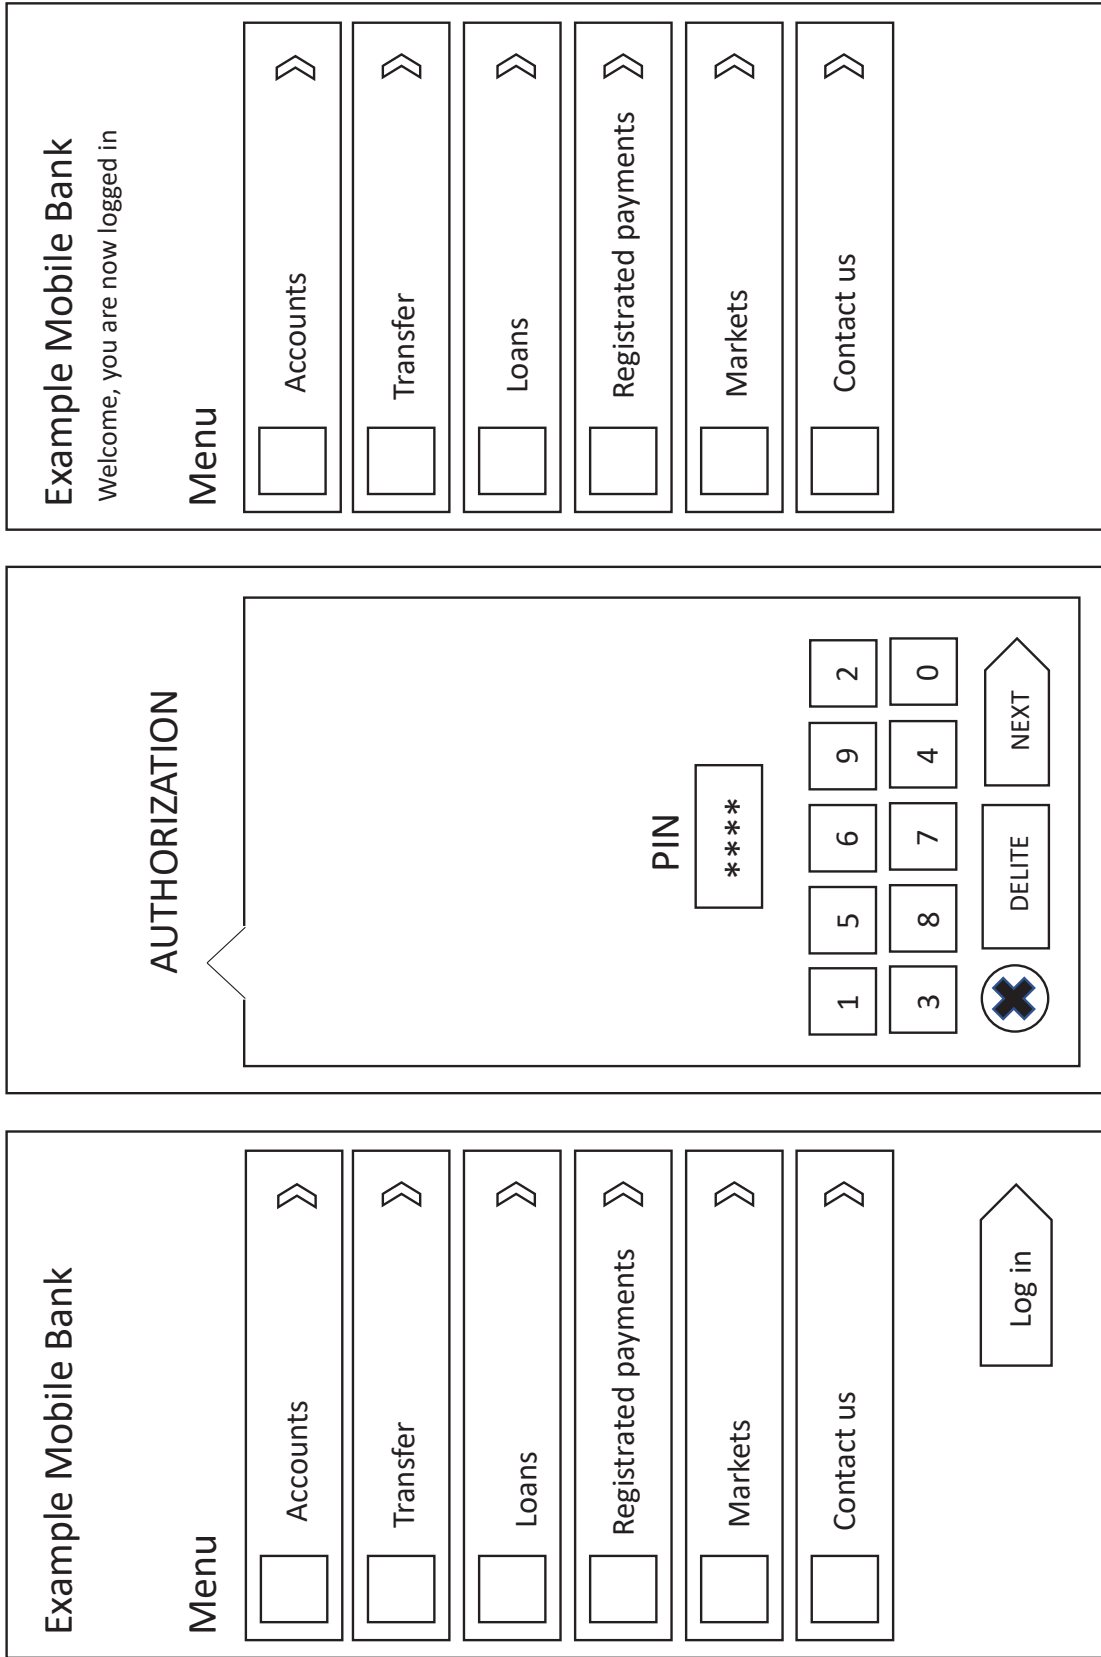 Example Mobile Bank
Menu
Accounts
Transfer
Loans
Registrated payments
Markets
Contact us
Log in
AUTHORIZATION
PIN
****
1 5 6 9 2
3 8 7 4 0
DELITE NEXT
Example Mobile Bank
Welcome, you are now logged in
Menu
Accounts
Transfer
Loans
Registrated payments
Markets
Contact us